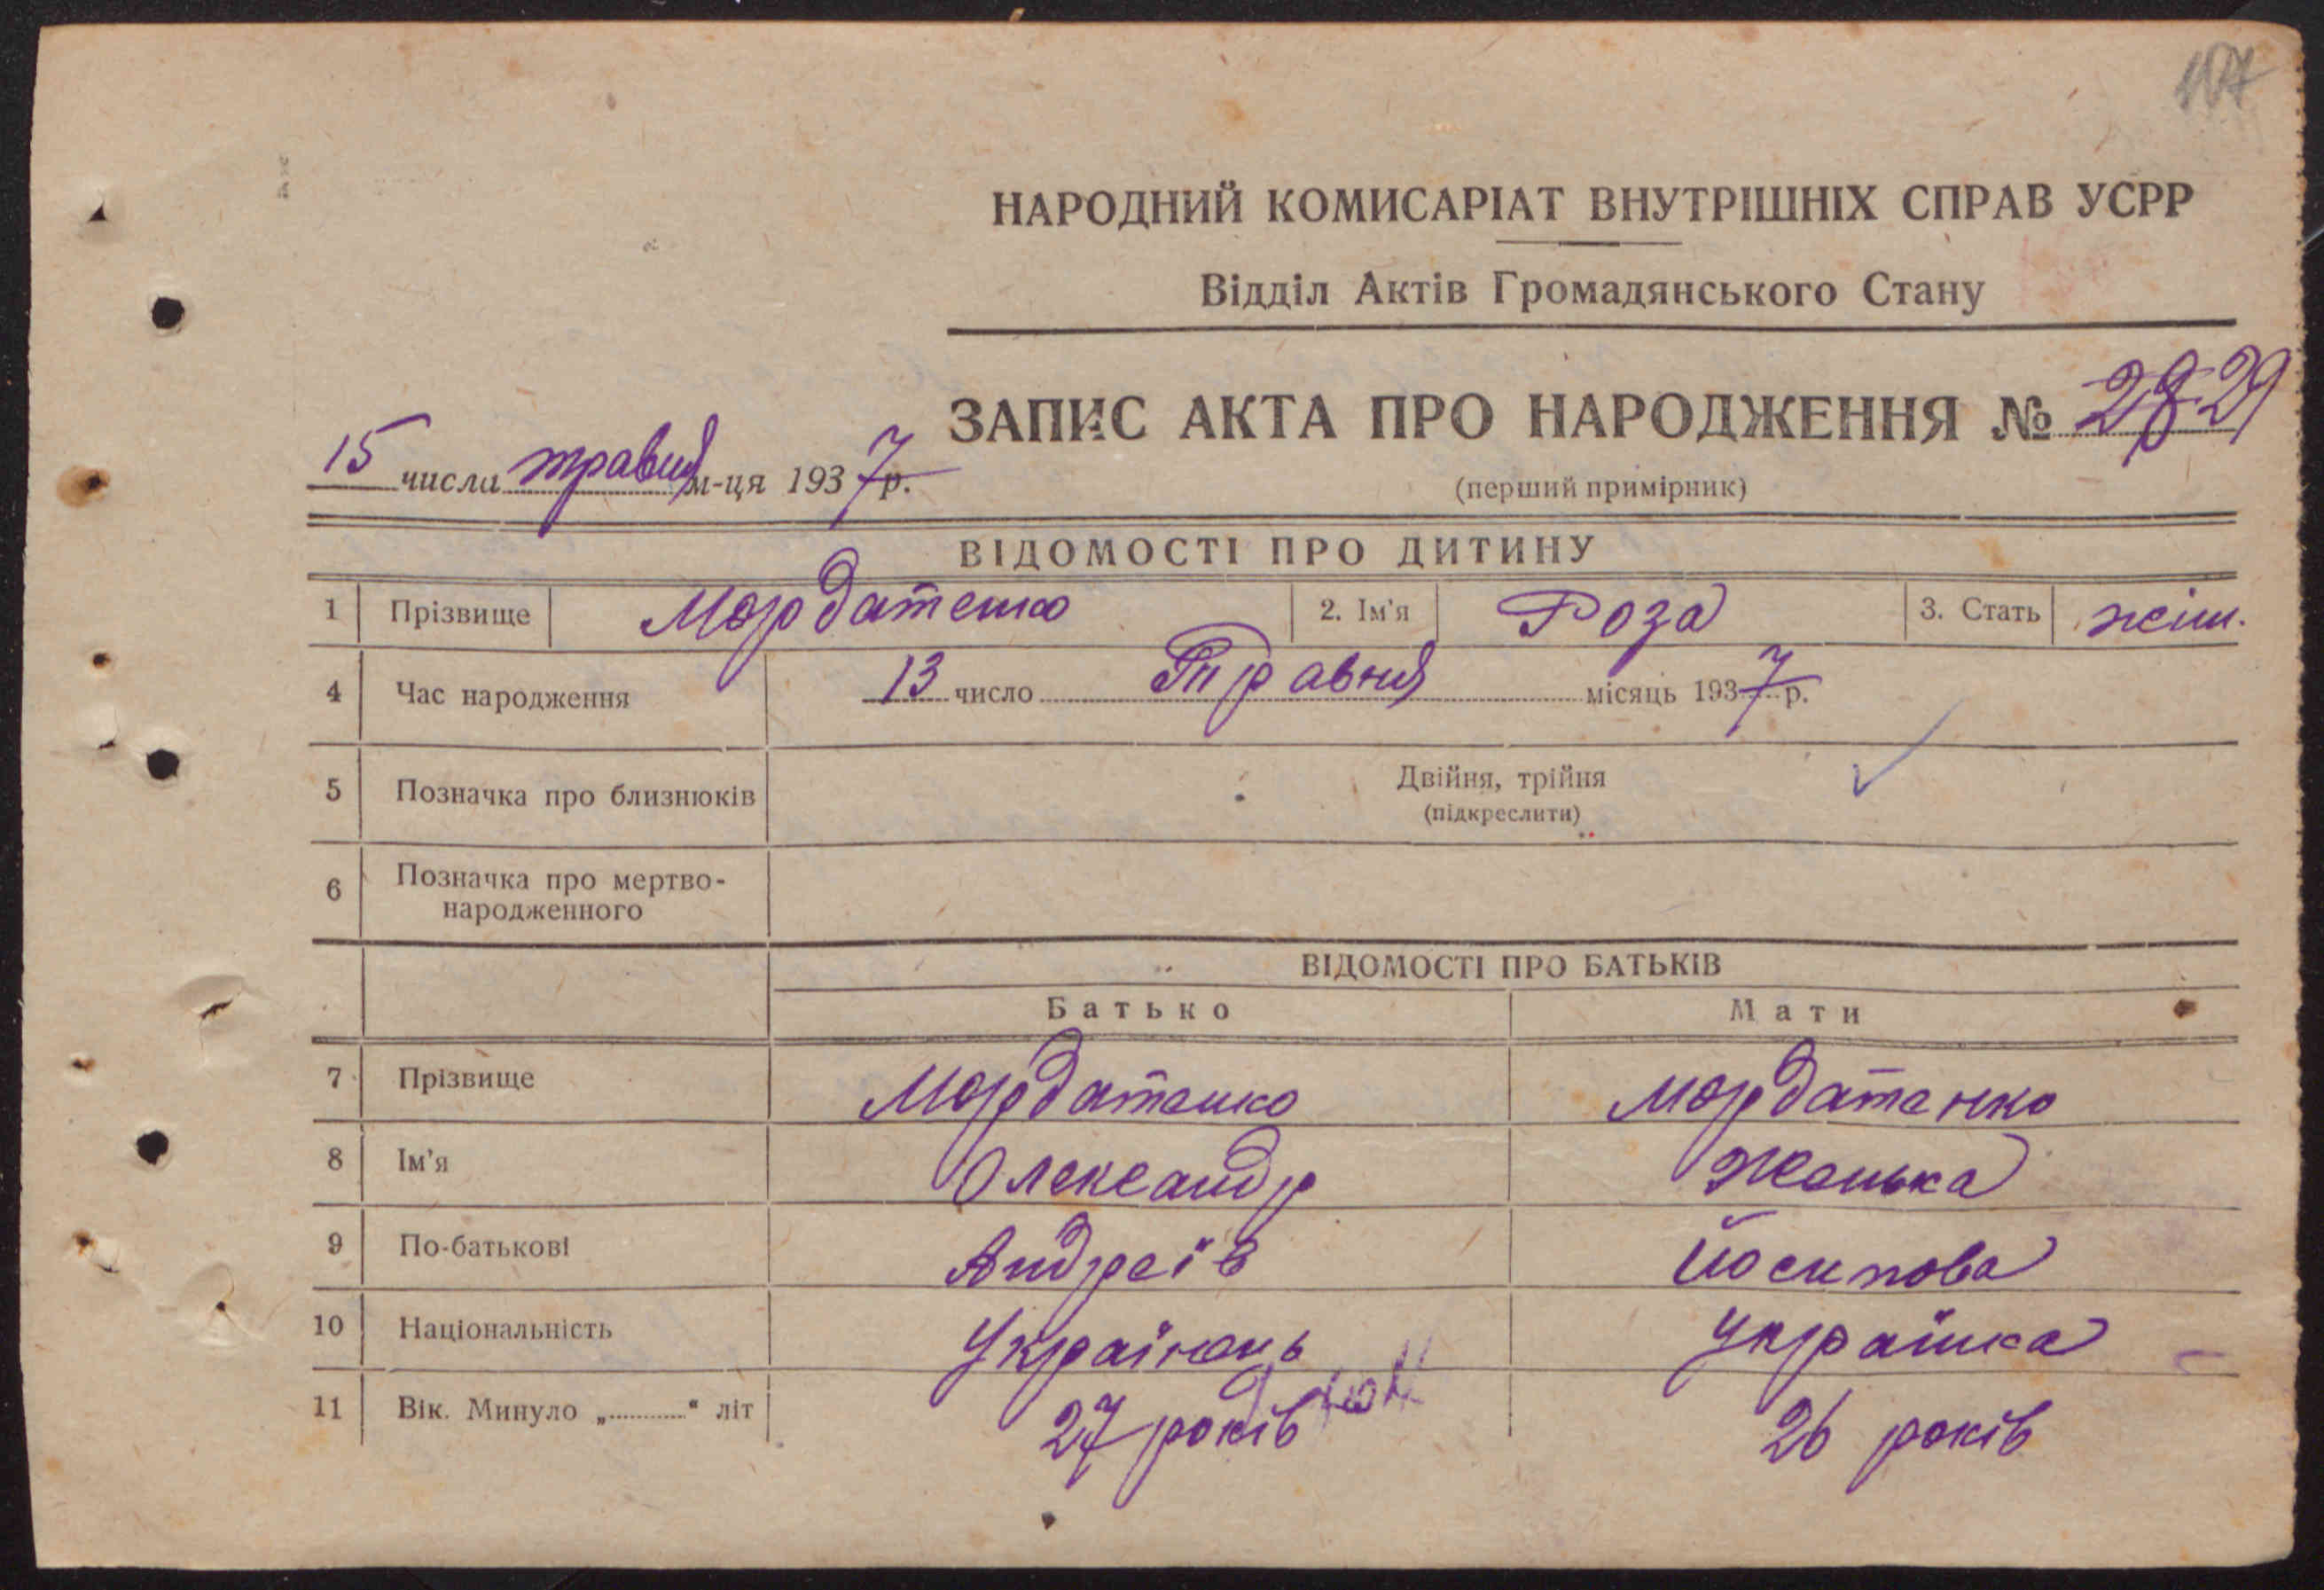 НАРОДНИЙ КОМИСАРІАТ ВНУТРІШНІХ СПРАВ УСРР
Відділ Актів Громадянського Стану
ЗАПИС АКТА ПРО НАРОДЖЕННЯ №
15 числа травня м-ця 1937 р.
(перший примірник)
ВІДОМОСТІ ПРО ДИТИНУ
1 Прізвище Мордатенко 2. Ім'я Роза 3. Стать жін.
4 Час народження 13 число Травня місяць 1937 р.
5 Позначка про близнюків Двійня, трійня
(підкреслити)
6 Позначка про мертво-
народженного
ВІДОМОСТІ ПРО БАТЬКІВ
Батько Мати
7 Прізвище Мордатенко Мордатенко
8 Ім'я Олександр Женька
9 По-батькові Андреїв Йосипова
10 Національність Українець Українка
11 Вік. Минуло „............“ літ 27 років 26 років